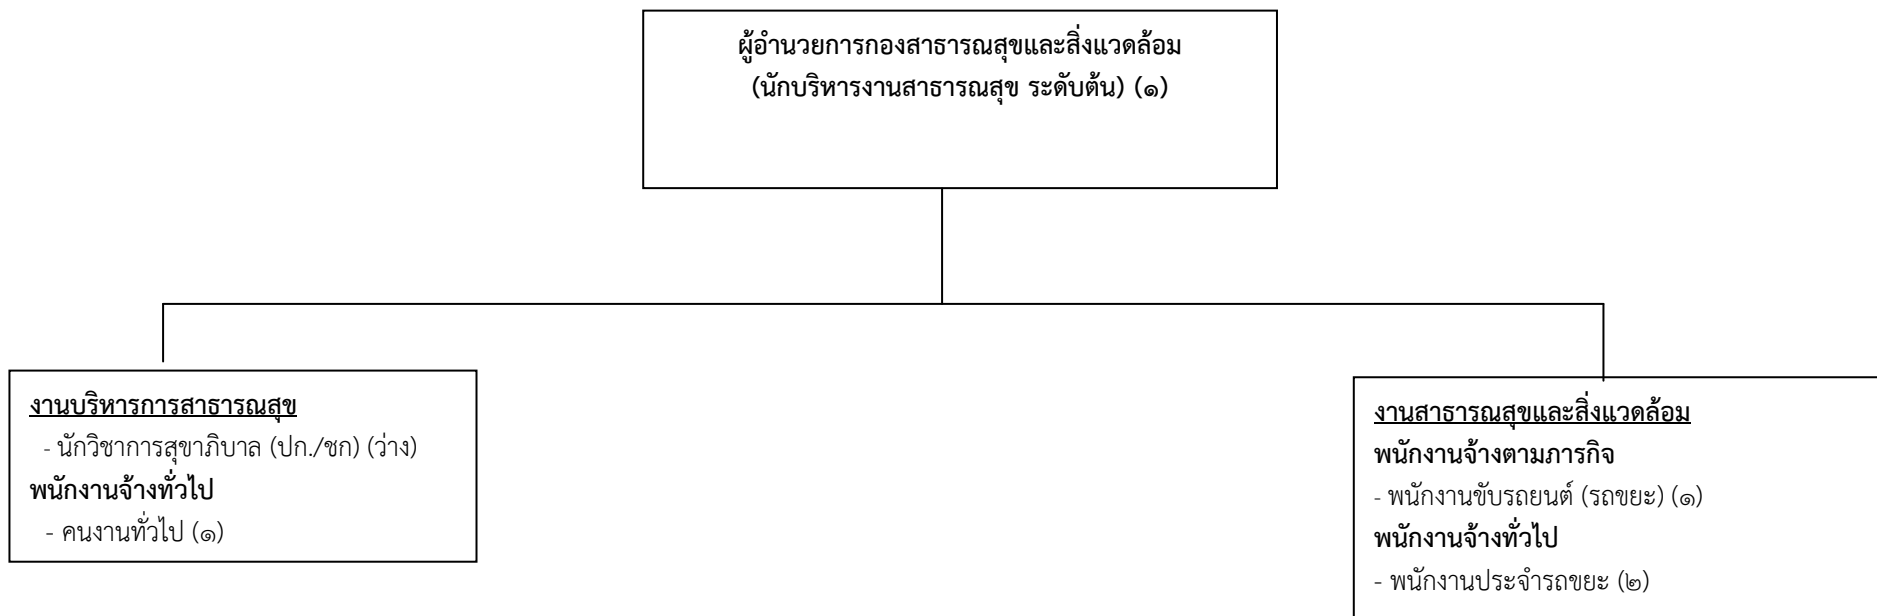 ผู้อำนวยการกองสาธารณสุขและสิ่งแวดล้อม
(นักบริหารงานสาธารณสุข ระดับต้น) (๑)
งานบริหารการสาธารณสุข
- นักวิชาการสุขาภิบาล (ปก./ชก) (ว่าง)
พนักงานจ้างทั่วไป
- คนงานทั่วไป (๑)
งานสาธารณสุขและสิ่งแวดล้อม
พนักงานจ้างตามภารกิจ
- พนักงานขับรถยนต์ (รถขยะ) (๑)
พนักงานจ้างทั่วไป
- พนักงานประจำรถขยะ (๒)